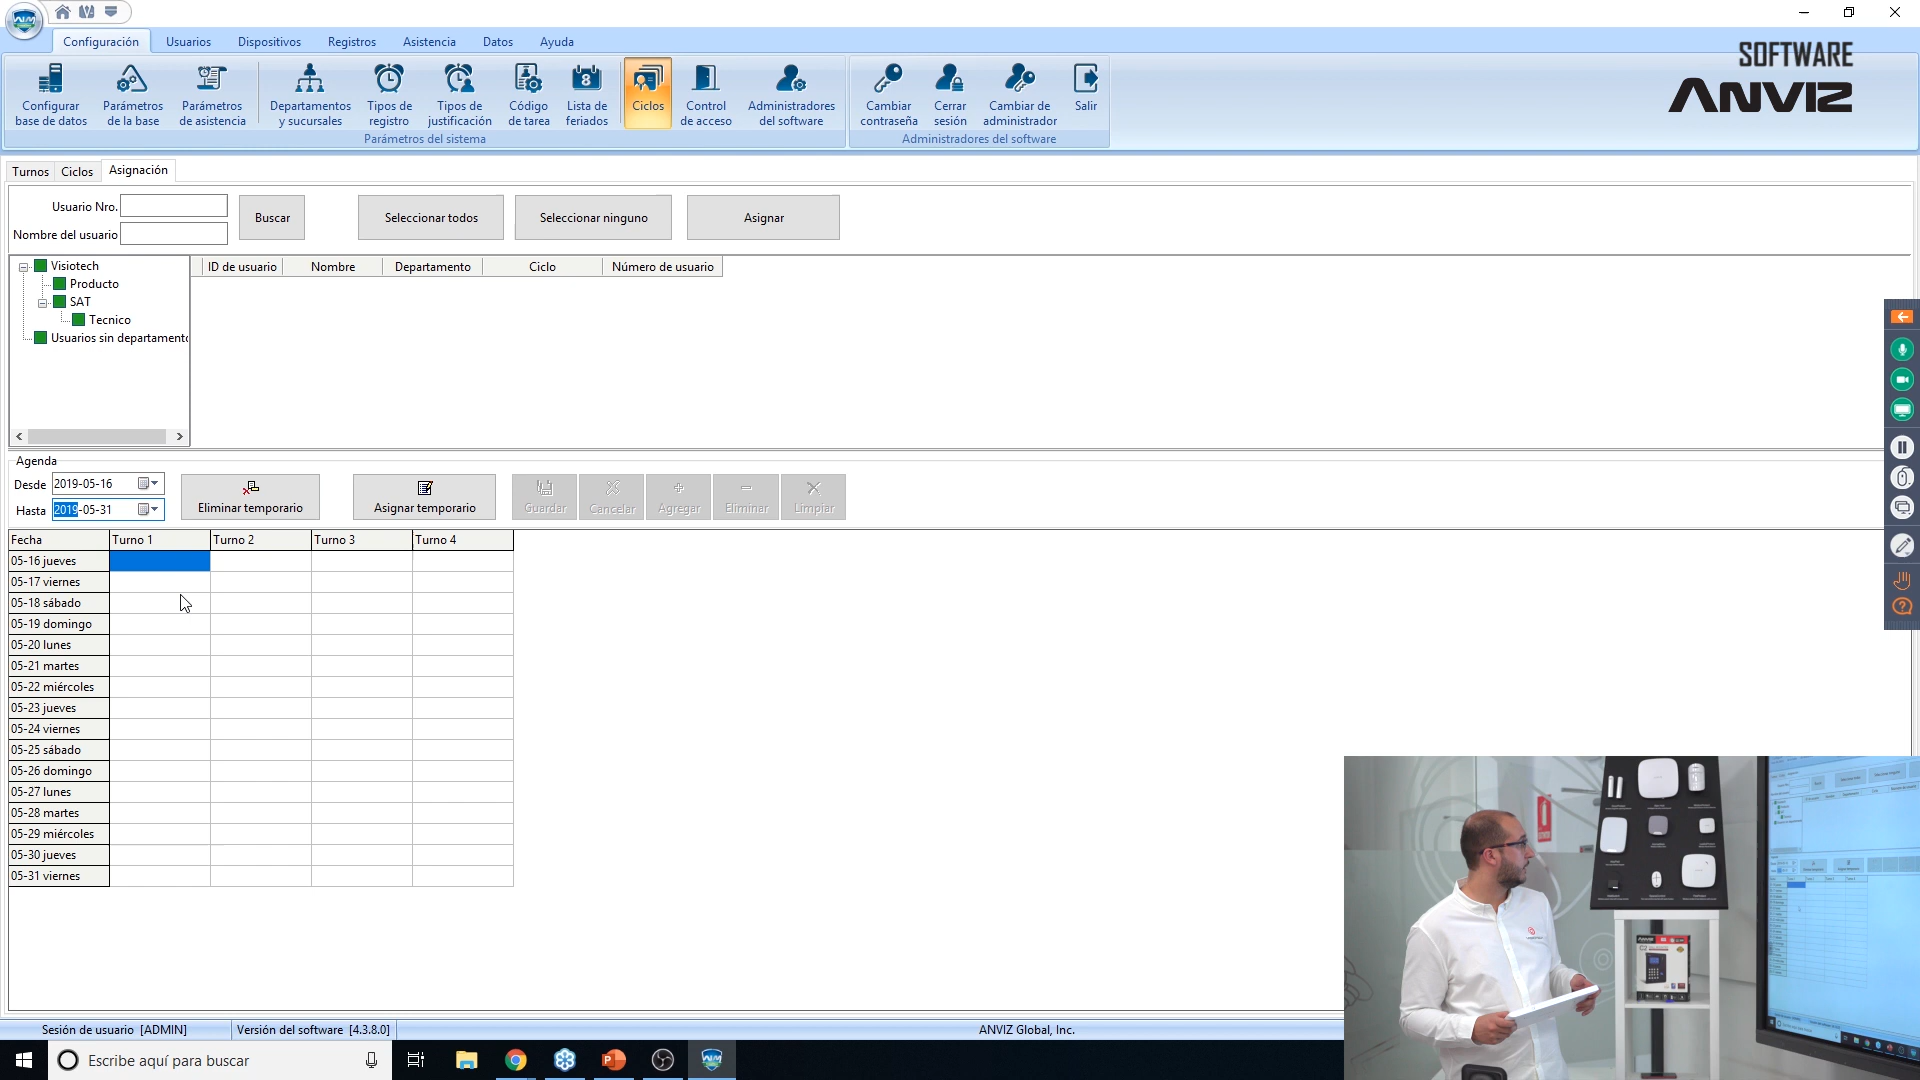 Configuración Usuarios Dispositivos Registros Asistencia Datos Ayuda
SOFTWARE
ANVIZ
Configurar base de datos
Parámetros de la base
Parámetros de asistencia
Departamentos y sucursales
Tipos de registro
Tipos de justificación
Código de tarea
8
Lista de feriados
Ciclos
Control de acceso
Administradores del software
Cambiar contraseña
Cerrar sesión
Cambiar de administrador
Salir
Parámetros del sistema
Administradores del software
Turnos Ciclos Asignación
Usuario Nro.
Nombre del usuario
Buscar
Seleccionar todos
Seleccionar ninguno
Asignar
Visiotech
Producto
SAT
Tecnico
Usuarios sin departamento
ID de usuario Nombre Departamento Ciclo Número de usuario
Agenda
Desde 2019-05-16
Hasta 2019-05-31
Eliminar temporario
Asignar temporario
Guardar
Cancelar
Agregar
Eliminar
Limpiar
Fecha Turno 1 Turno 2 Turno 3 Turno 4
05-16 jueves
05-17 viernes
05-18 sábado
05-19 domingo
05-20 lunes
05-21 martes
05-22 miércoles
05-23 jueves
05-24 viernes
05-25 sábado
05-26 domingo
05-27 lunes
05-28 martes
05-29 miércoles
05-30 jueves
05-31 viernes
Sesión de usuario [ADMIN] Versión del software [4.3.8.0] ANVIZ Global, Inc.
Escribe aquí para buscar